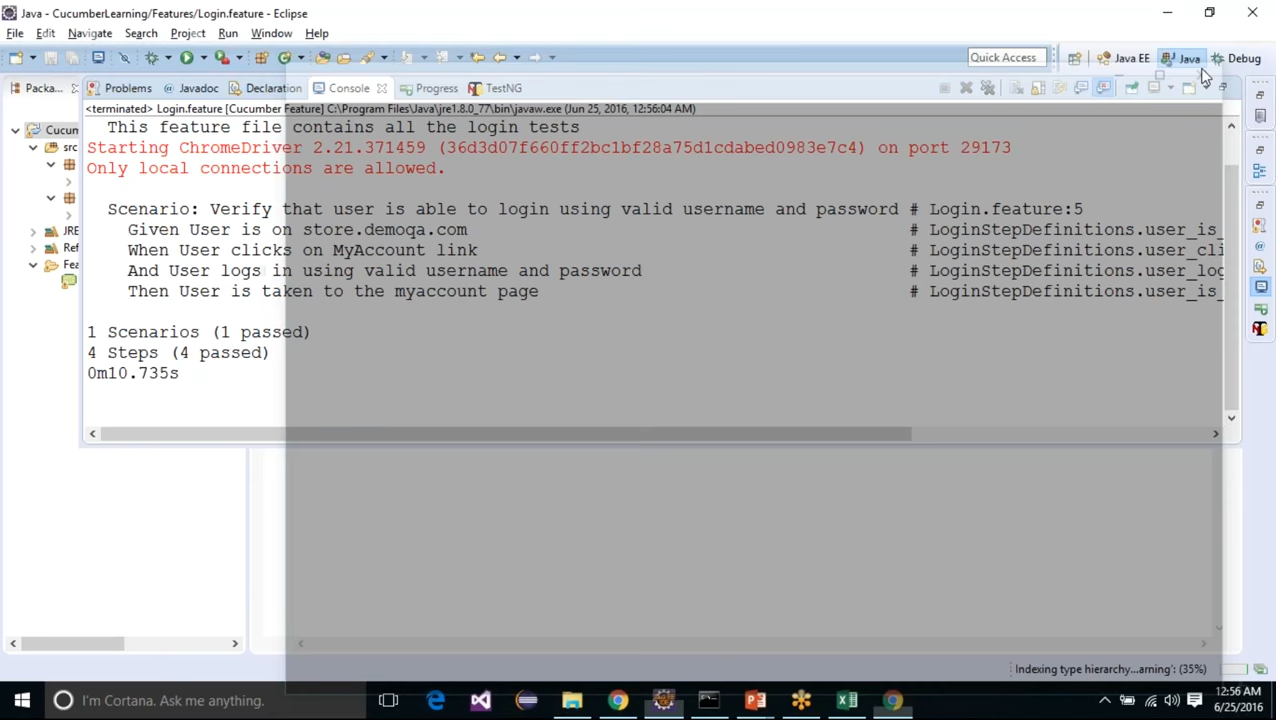 Java - CucumberLearning/Features/Login.feature - Eclipse
File Edit Navigate Search Project Run Window Help
Quick Access Java EE Java Debug
Packa... Problems Javadoc Declaration Console Progress TestNG
<terminated> Login.feature [Cucumber Feature] C:\Program Files\Java\jre1.8.0_77\bin\javaw.exe (Jun 25, 2016, 12:56:04 AM)
Cucum
src
JRE
Ref
Fea
This feature file contains all the login tests
Starting ChromeDriver 2.21.371459 (36d3d07f660ff2bc1bf28a75d1cdabed0983e7c4) on port 29173
Only local connections are allowed.
Scenario: Verify that user is able to login using valid username and password # Login.feature:5
Given User is on store.demoqa.com # LoginStepDefinitions.user_is_
When User clicks on MyAccount link # LoginStepDefinitions.user_cli
And User logs in using valid username and password # LoginStepDefinitions.user_log
Then User is taken to the myaccount page # LoginStepDefinitions.user_is_
1 Scenarios (1 passed)
4 Steps (4 passed)
0m10.735s
Indexing type hierarchy...arning': (35%)
I'm Cortana. Ask me anything.
12:56 AM
6/25/2016